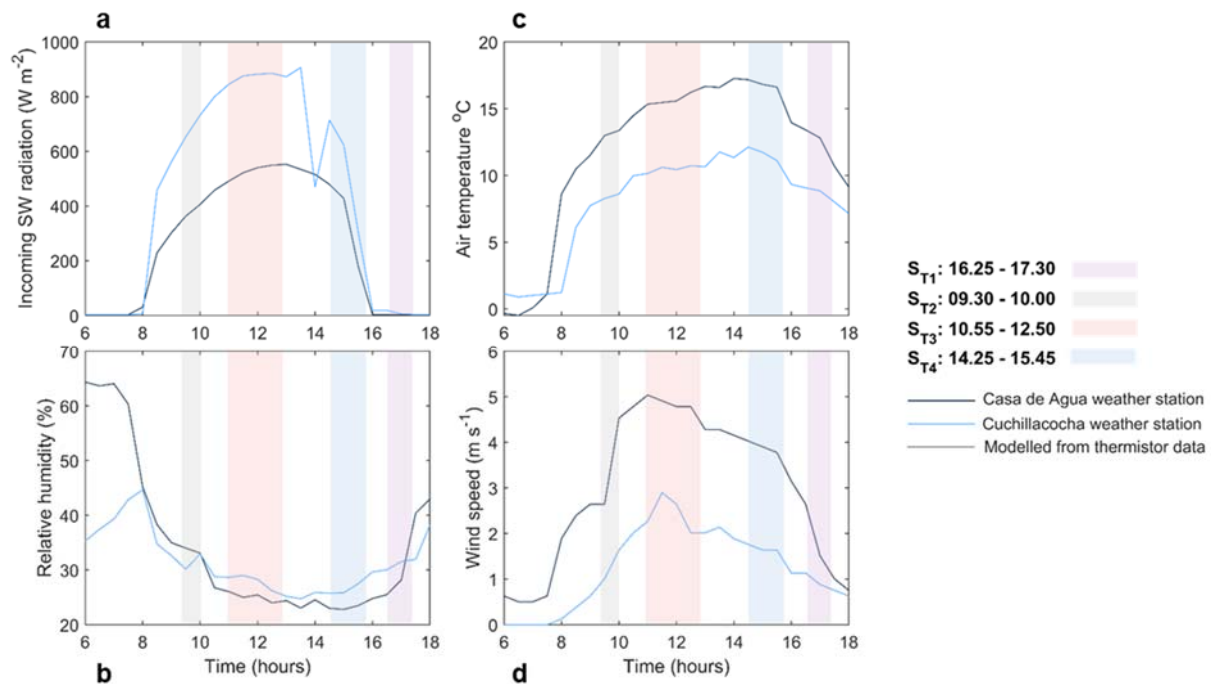 a
Incoming SW radiation (W m⁻²)
1000
800
600
400
200
0
6 8 10 12 14 16 18
c
Air temperature °C
20
15
10
5
0
6 8 10 12 14 16 18
Relative humidity (%)
70
60
50
40
30
20
6 8 10 12 14 16 18
Time (hours)
b
Wind speed (m s⁻¹)
6
5
4
3
2
1
0
6 8 10 12 14 16 18
Time (hours)
d
S_T1: 16.25 - 17.30
S_T2: 09.30 - 10.00
S_T3: 10.55 - 12.50
S_T4: 14.25 - 15.45
Casa de Agua weather station
Cuchillacocha weather station
Modelled from thermistor data